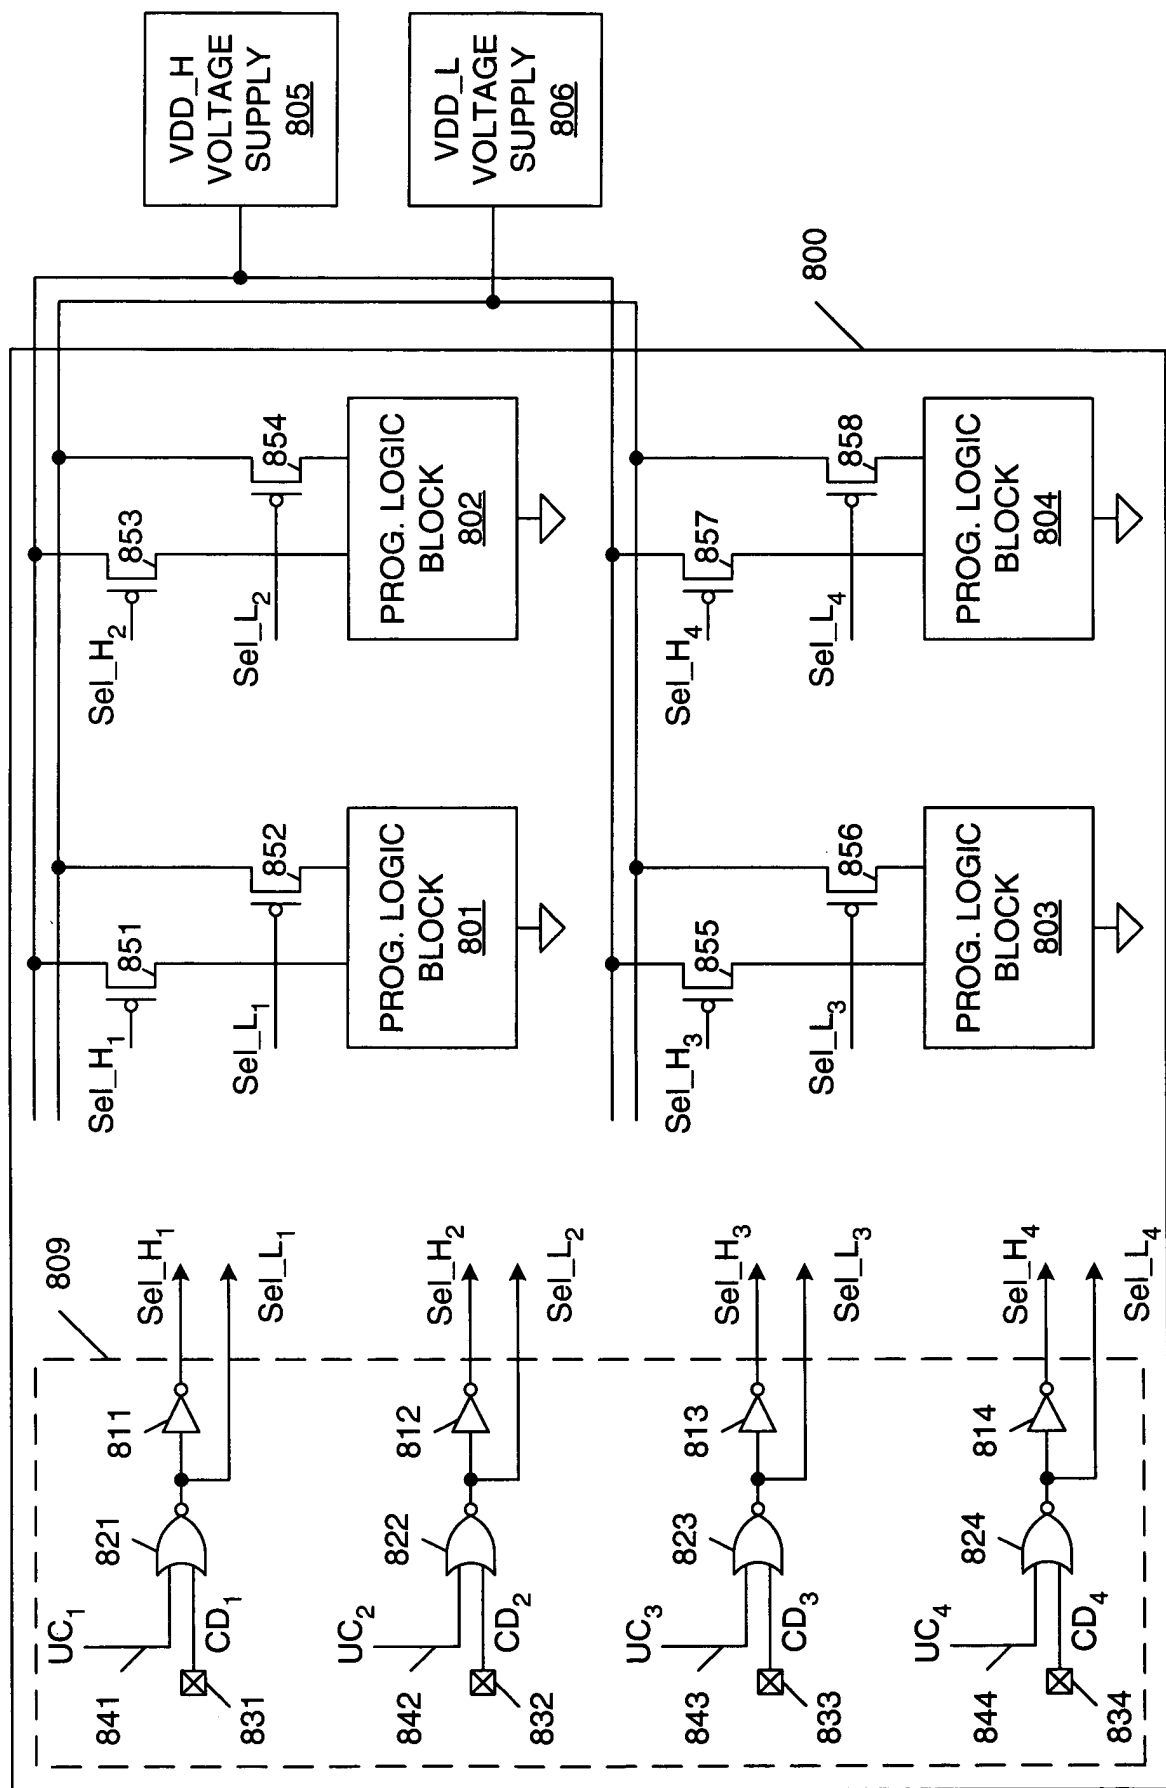 VDD_H
VOLTAGE
SUPPLY
805
VDD_L
VOLTAGE
SUPPLY
806
800
809
UC1
841
CD1
831
821
811
Sel_H1
Sel_L1
UC2
842
CD2
832
822
812
Sel_H2
Sel_L2
UC3
843
CD3
833
823
813
Sel_H3
Sel_L3
UC4
844
CD4
834
824
814
Sel_H4
Sel_L4
Sel_H1
851
Sel_L1
852
PROG. LOGIC
BLOCK
801
Sel_H2
853
Sel_L2
854
PROG. LOGIC
BLOCK
802
Sel_H3
855
Sel_L3
856
PROG. LOGIC
BLOCK
803
Sel_H4
857
Sel_L4
858
PROG. LOGIC
BLOCK
804